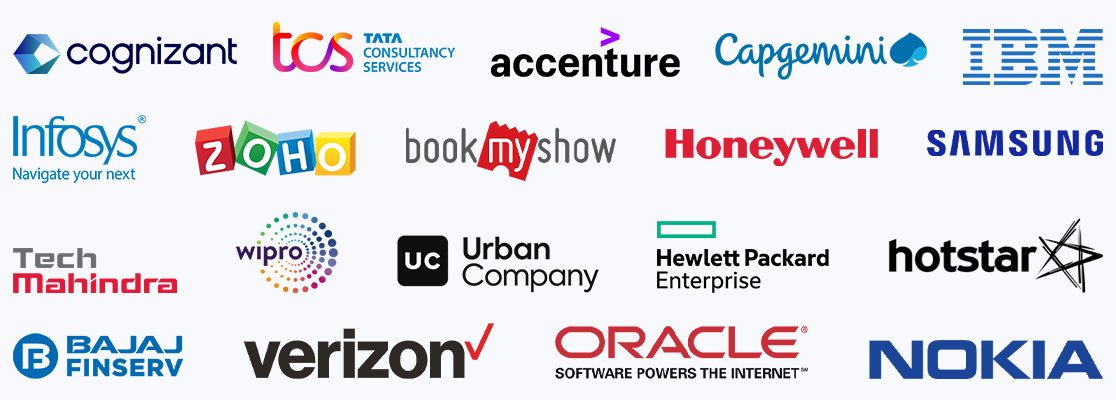 cognizant
tcs TATA
CONSULTANCY
SERVICES
accenture
Capgemini
IBM
Infosys®
Navigate your next
ZOHO
bookmyshow
Honeywell
SAMSUNG
Tech
Mahindra
wipro
UC Urban
Company
Hewlett Packard
Enterprise
hotstar
BAJAJ
FINSERV
verizon✓
ORACLE®
SOFTWARE POWERS THE INTERNET℠
NOKIA